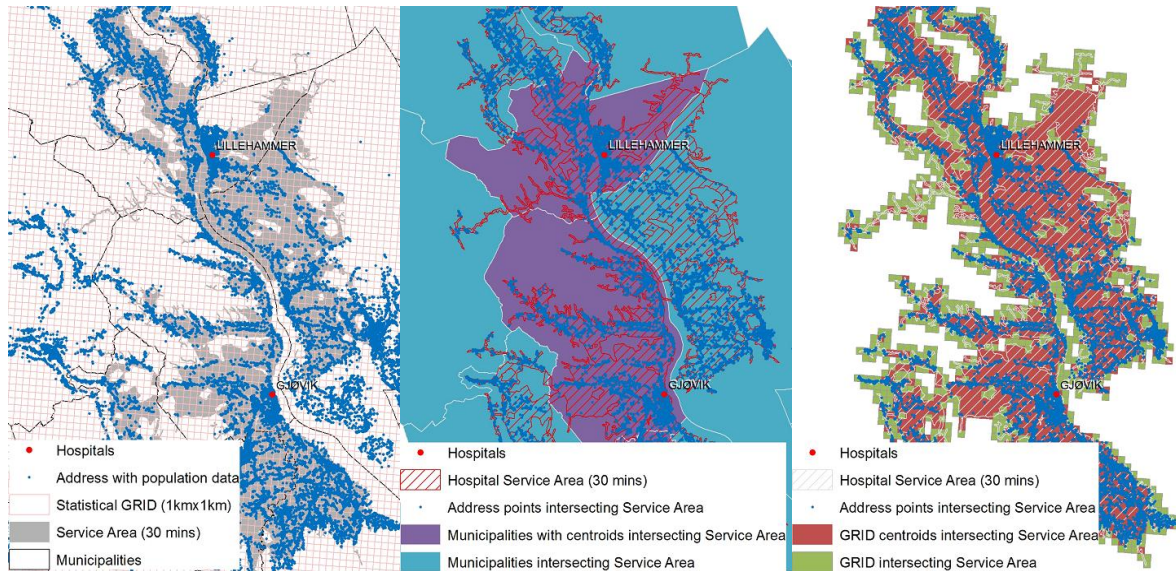 LILLEHAMMER
GJØVIK
Hospitals
Address with population data
Statistical GRID (1kmx1km)
Service Area (30 mins)
Municipalities
LILLEHAMMER
GJØVIK
Hospitals
Hospital Service Area (30 mins)
Address points intersecting Service Area
Municipalities with centroids intersecting Service Area
Municipalities intersecting Service Area
LILLEHAMMER
GJØVIK
Hospitals
Hospital Service Area (30 mins)
Address points intersecting Service Area
GRID centroids intersecting Service Area
GRID intersecting Service Area